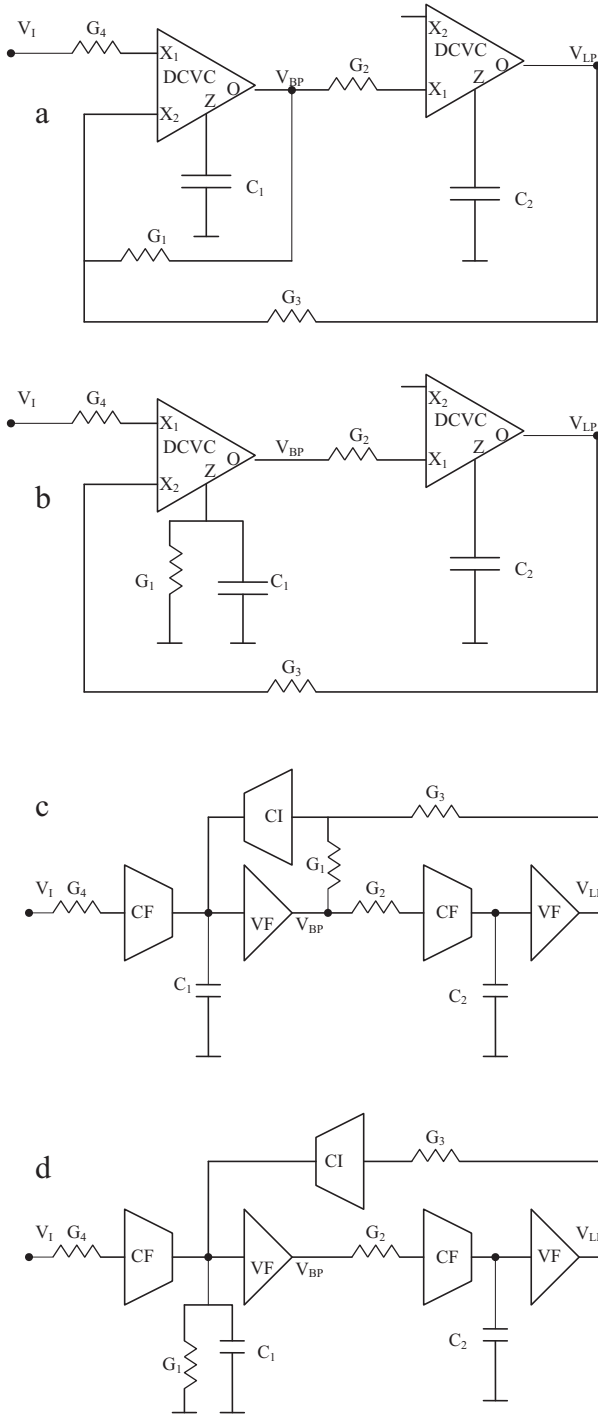 V_I G_4 X_1 DCVC Z O X_2 V_BP G_2 X_2 DCVC O Z X_1 V_LP
a
C_1 C_2
G_1
G_3
V_I G_4 X_1 DCVC Z O X_2 V_BP G_2 X_2 DCVC O Z X_1 V_LP
b
G_1 C_1 C_2
G_3
c
CI G_3
G_1
V_I G_4 CF VF V_BP G_2 CF VF V_L
C_1 C_2
d
CI G_3
V_I G_4 CF VF V_BP G_2 CF VF V_L
G_1 C_1 C_2